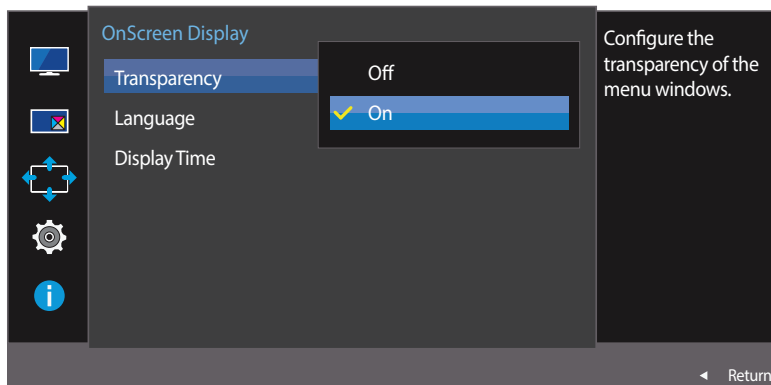 OnScreen Display
Transparency
Language
Display Time
Off
On
Configure the
transparency of the
menu windows.
Return